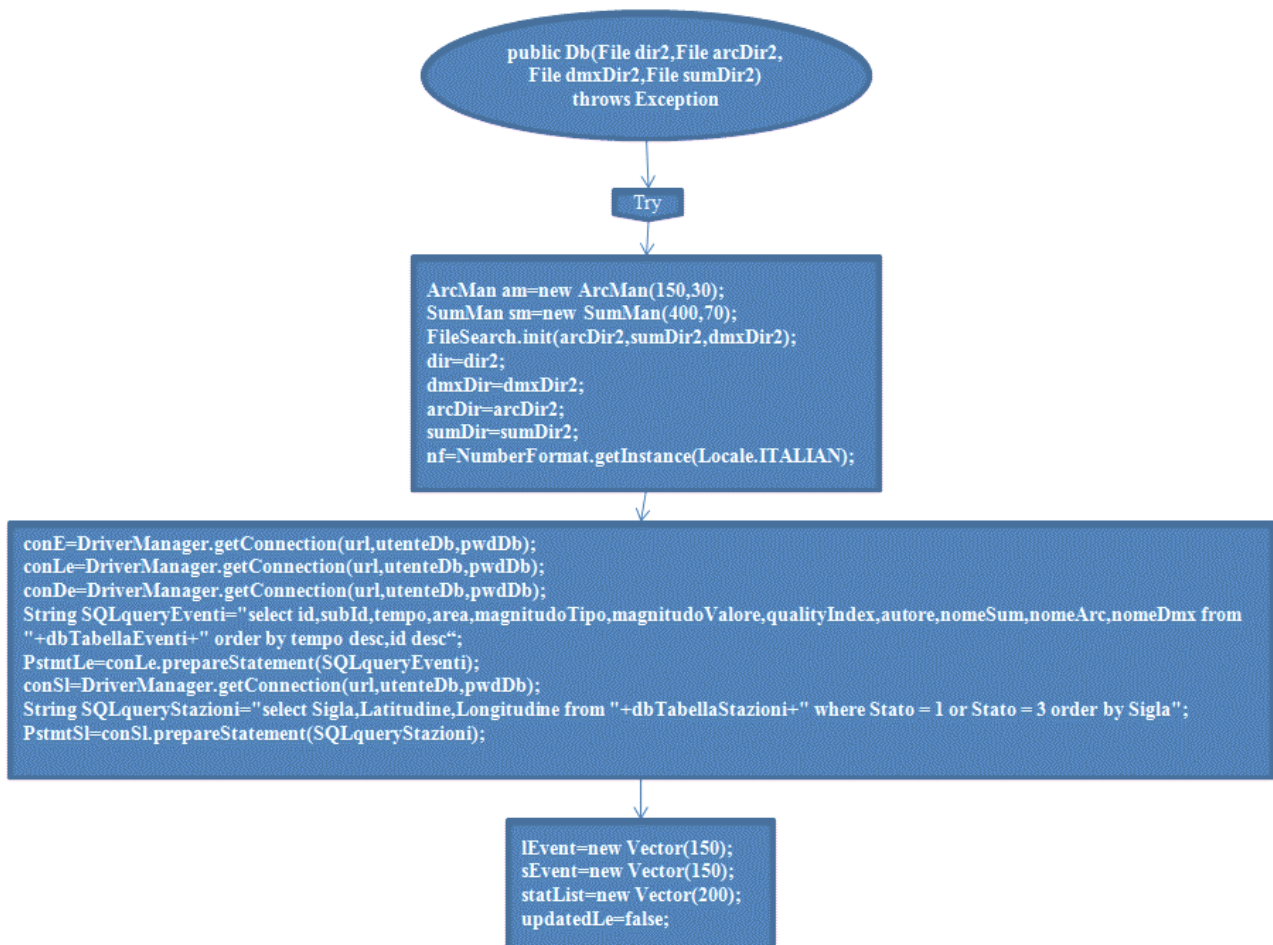 public Db(File dir2,File arcDir2,
File dmxDir2,File sumDir2)
throws Exception
Try
ArcMan am=new ArcMan(150,30);
SumMan sm=new SumMan(400,70);
FileSearch.init(arcDir2,sumDir2,dmxDir2);
dir=dir2;
dmxDir=dmxDir2;
arcDir=arcDir2;
sumDir=sumDir2;
nf=NumberFormat.getInstance(Locale.ITALIAN);
conE=DriverManager.getConnection(url,utenteDb,pwdDb);
conLe=DriverManager.getConnection(url,utenteDb,pwdDb);
conDe=DriverManager.getConnection(url,utenteDb,pwdDb);
String SQLqueryEventi="select id,subId,tempo,area,magnitudoTipo,magnitudoValore,qualityIndex,autore,nomeSum,nomeArc,nomeDmx from
"+dbTabellaEventi+" order by tempo desc,id desc“;
PstmtLe=conLe.prepareStatement(SQLqueryEventi);
conSl=DriverManager.getConnection(url,utenteDb,pwdDb);
String SQLqueryStazioni="select Sigla,Latitudine,Longitudine from "+dbTabellaStazioni+" where Stato = 1 or Stato = 3 order by Sigla";
PstmtSl=conSl.prepareStatement(SQLqueryStazioni);
lEvent=new Vector(150);
sEvent=new Vector(150);
statList=new Vector(200);
updatedLe=false;